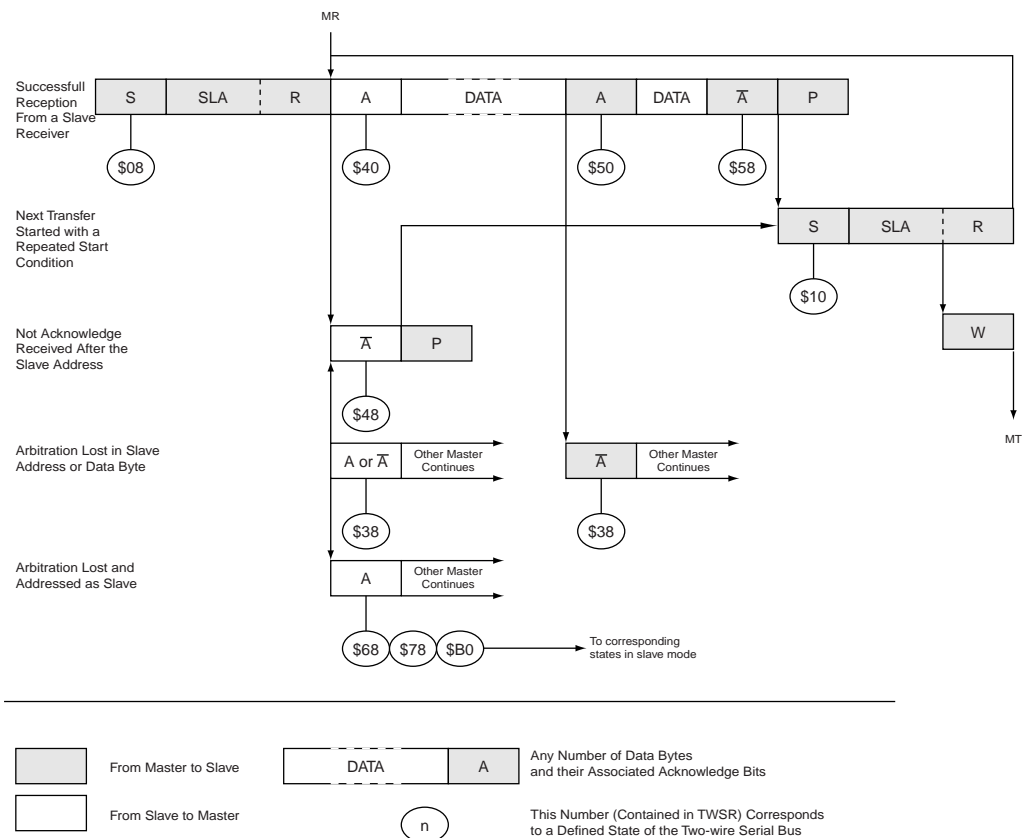 MR
Successfull
Reception
From a Slave
Receiver
S SLA R A DATA A DATA A̅ P
$08 $40 $50 $58
Next Transfer
Started with a
Repeated Start
Condition
S SLA R
$10
Not Acknowledge
Received After the
Slave Address
A̅ P
W
$48
MT
Arbitration Lost in Slave
Address or Data Byte
A or A̅ Other Master
Continues
A̅ Other Master
Continues
$38 $38
Arbitration Lost and
Addressed as Slave
A Other Master
Continues
$68 $78 $B0
To corresponding
states in slave mode
From Master to Slave
DATA A
Any Number of Data Bytes
and their Associated Acknowledge Bits
From Slave to Master
n
This Number (Contained in TWSR) Corresponds
to a Defined State of the Two-wire Serial Bus